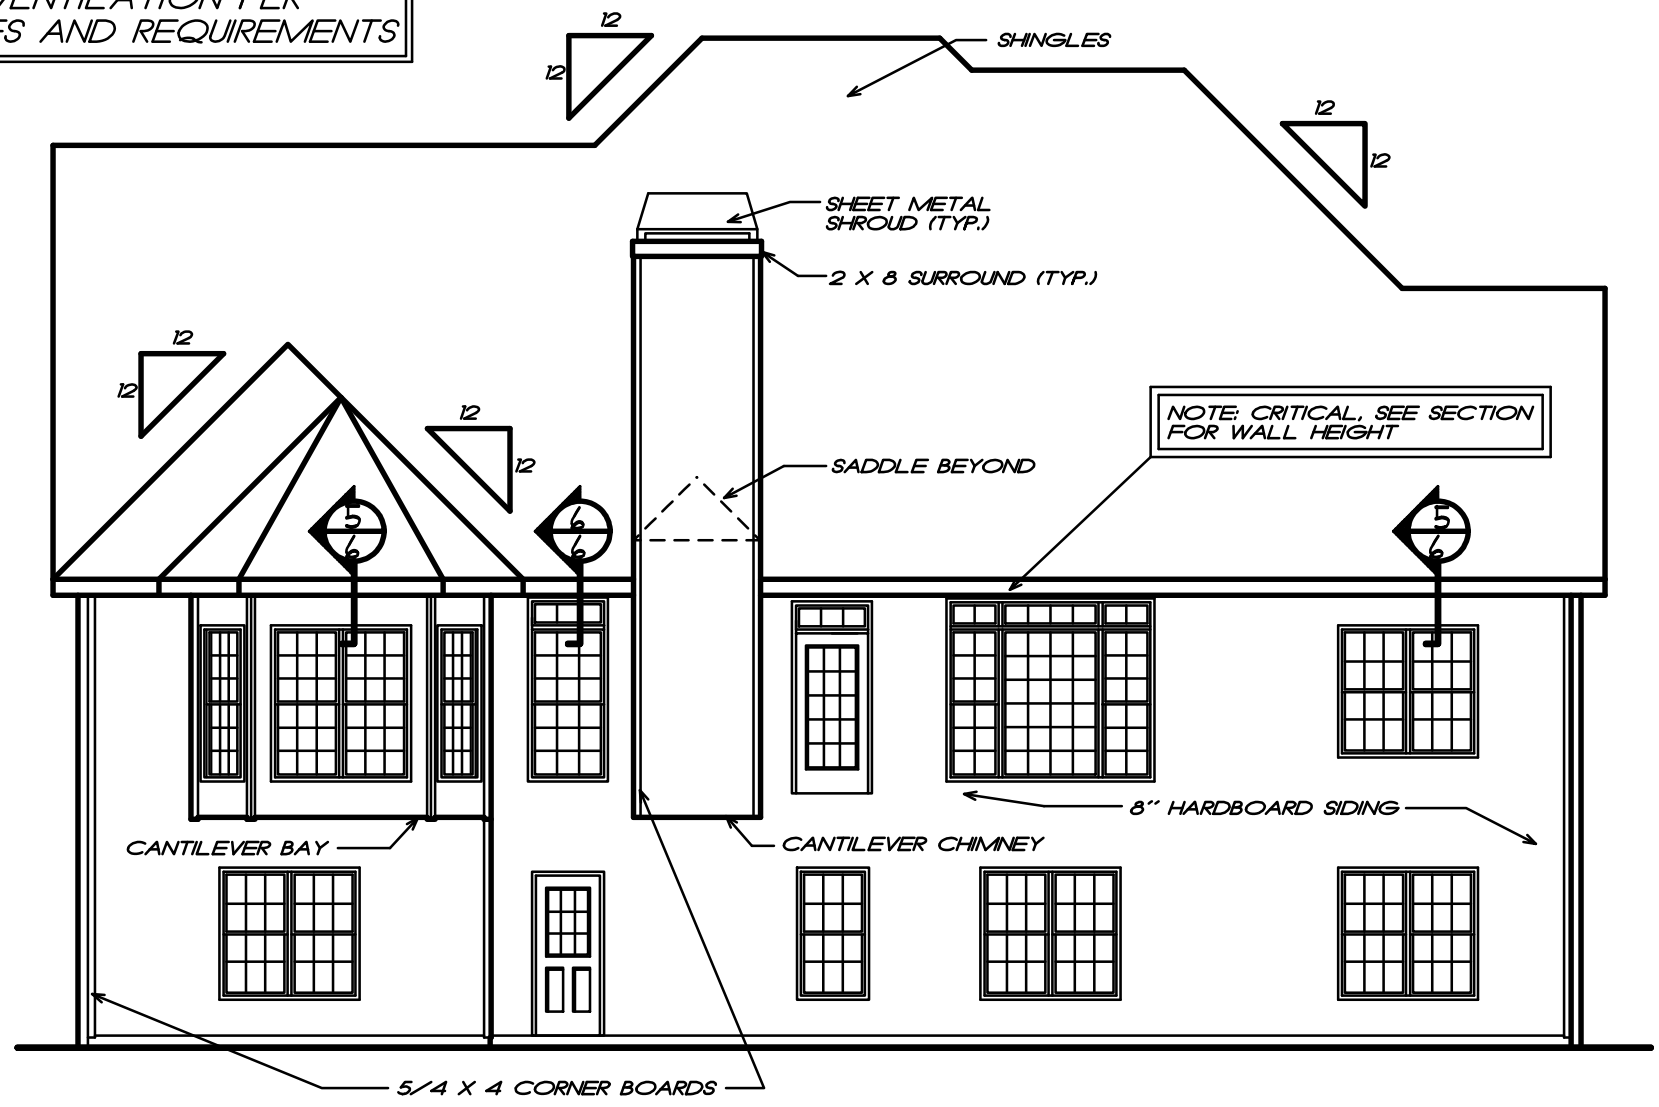 VENTILATION PER
AND REQUIREMENTS
12
12
SHINGLES
12
12
SHEET METAL
SHROUD (TYP.)
2 X 8 SURROUND (TYP.)
12
12
12
12
NOTE: CRITICAL, SEE SECTION
FOR WALL HEIGHT
SADDLE BEYOND
5
6
6
6
5
6
8" HARDBOARD SIDING
CANTILEVER BAY
CANTILEVER CHIMNEY
5/4 X 4 CORNER BOARDS